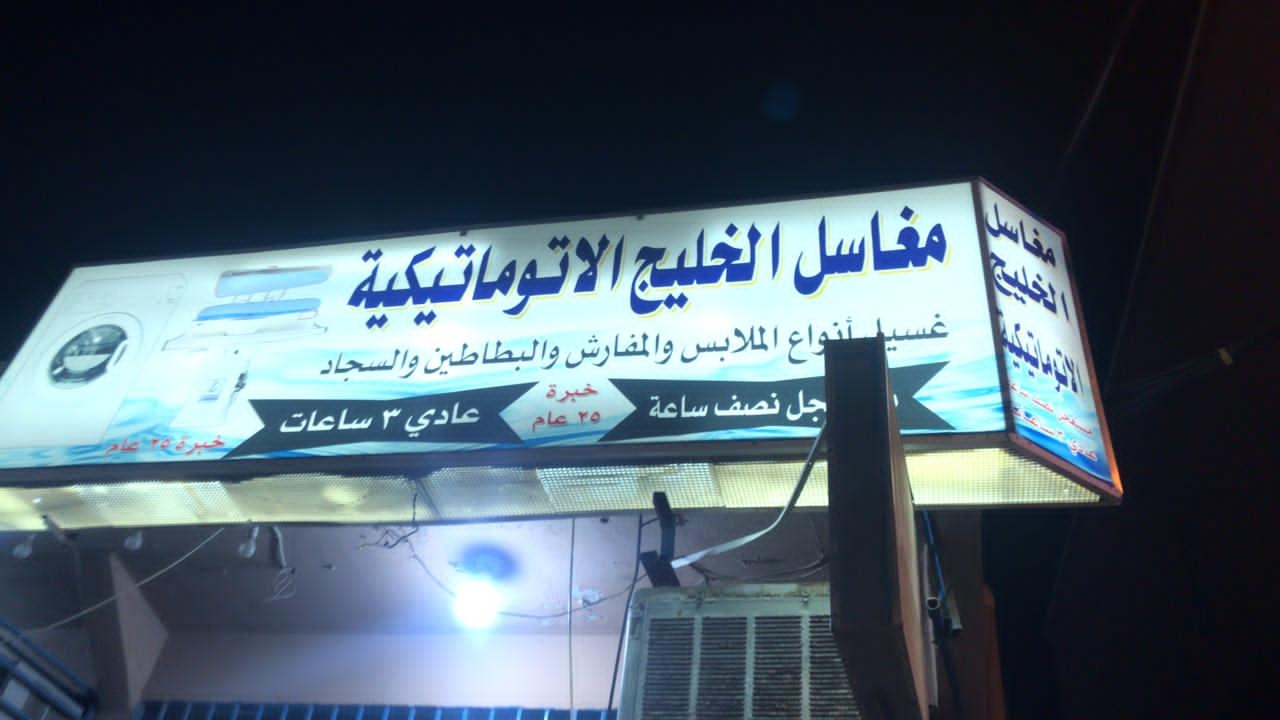 مغاسل الخليج الاتوماتيكية
غسيل أنواع الملابس والمفارش والبطاطين والسجاد
نصف ساعة
خبرة
٢٥ عام
عادي ٣ ساعات
خبرة ٢٥ عام
مغاسل
الخليج
الاتوماتيكية